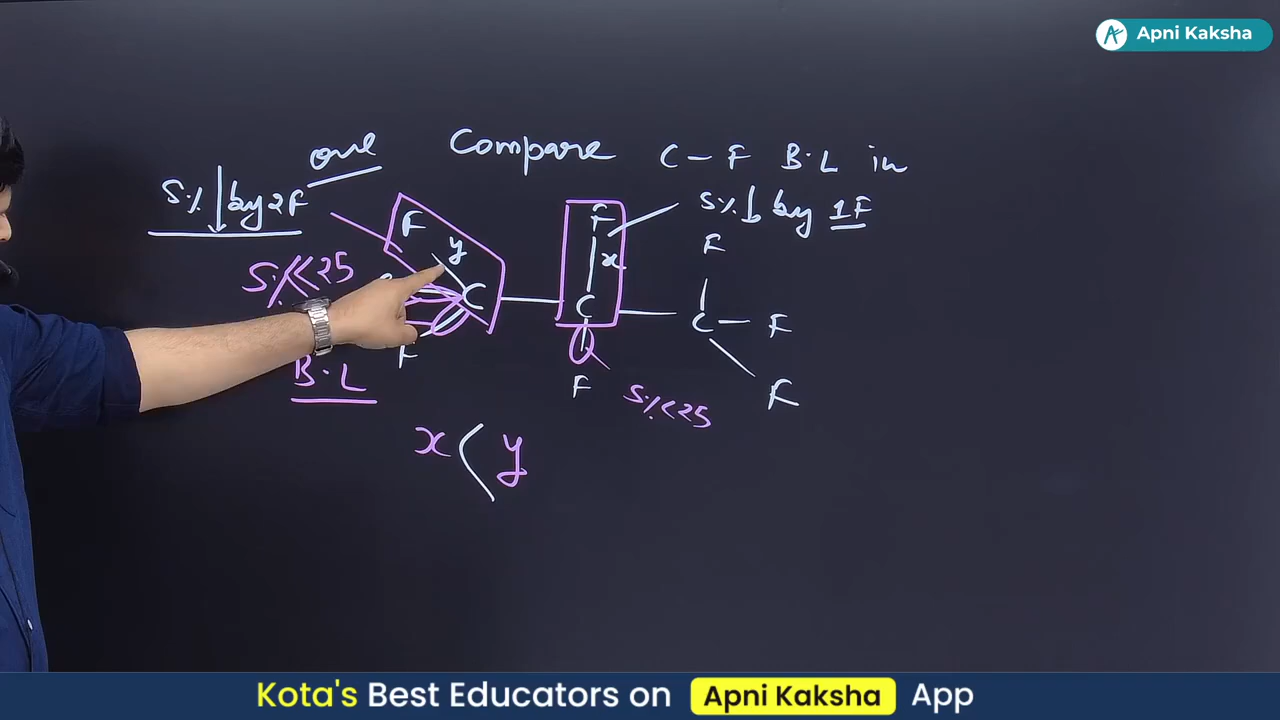 Apni Kaksha
one Compare C-F B.L in
S% ↓ by 2F
S% ↓ by 1F
F y F x F
S% << 25
C C C - F
F
B.L
F F
S% < 25
x < y
Kota's Best Educators on Apni Kaksha App